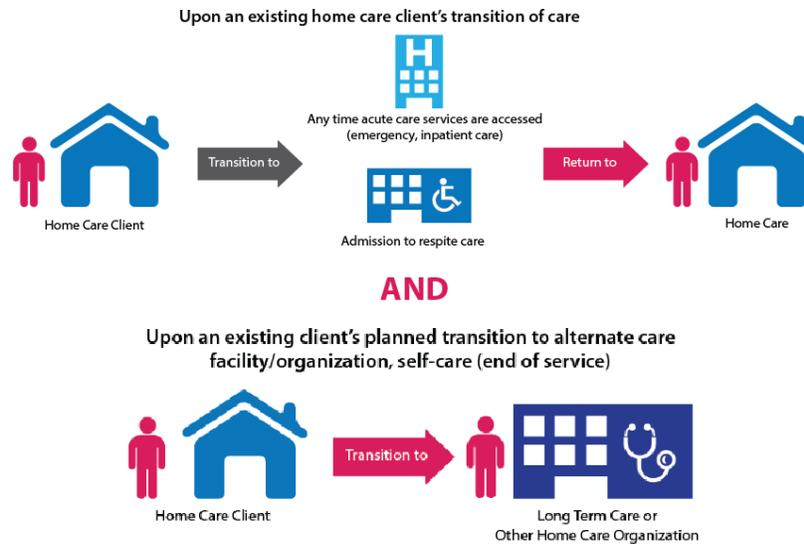 Upon an existing home care client's transition of care
H
Any time acute care services are accessed
(emergency, inpatient care)
Transition to
Return to
Home Care Client
Admission to respite care
Home Care
AND
Upon an existing client's planned transition to alternate care
facility/organization, self-care (end of service)
Transition to
Home Care Client
Long Term Care or
Other Home Care Organization